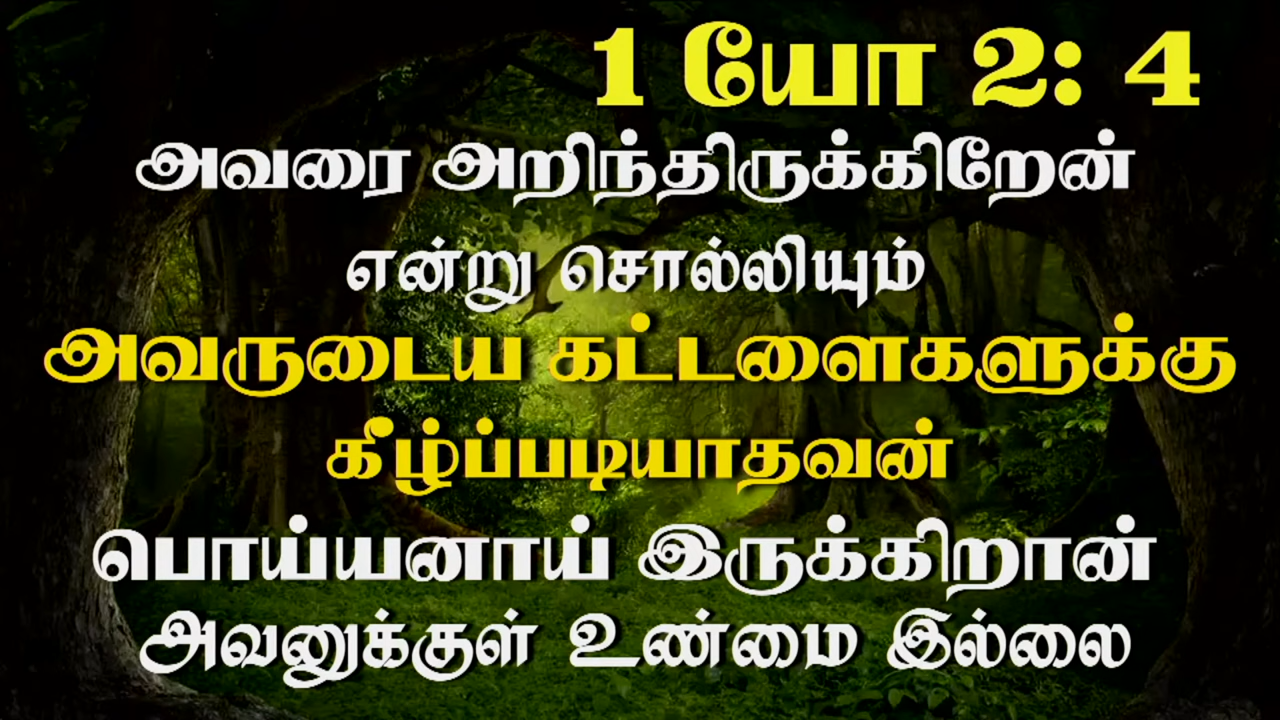 1 யோ 2: 4
அவரை அறிந்திருக்கிறேன்
என்று சொல்லியும்
அவருடைய கட்டளைகளுக்கு
கீழ்ப்படியாதவன்
பொய்யனாய் இருக்கிறான்
அவனுக்குள் உண்மை இல்லை